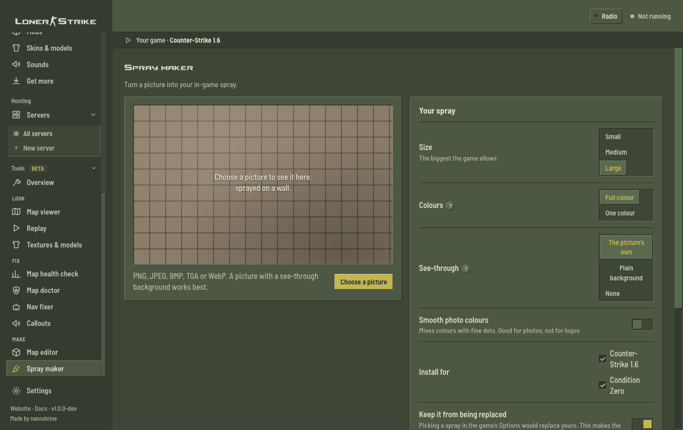 LONERSTRIKE
Radio
Not running
Your game · Counter-Strike 1.6
Skins & models
Sounds
Get more
Hosting
Servers
All servers
New server
Tools BETA
Overview
LOOK
Map viewer
Replay
Textures & models
FIX
Map health check
Map doctor
Nav fixer
Callouts
MAKE
Map editor
Spray maker
Settings
Website · Docs · v1.0.0-dev
Made by nanoshrine
SPRAY MAKER
Turn a picture into your in-game spray.
Choose a picture to see it here,
sprayed on a wall.
PNG, JPEG, BMP, TGA or WebP. A picture with a see-through
background works best.
Choose a picture
Your spray
Size
The biggest the game allows
Small
Medium
Large
Colours ?
Full colour
One colour
See-through ?
The picture's
own
Plain
background
None
Smooth photo colours
Mixes colours with fine dots. Good for photos, not for logos
Install for
Counter-
Strike 1.6
Condition
Zero
Keep it from being replaced
Picking a spray in the game's Options would replace yours. This makes the